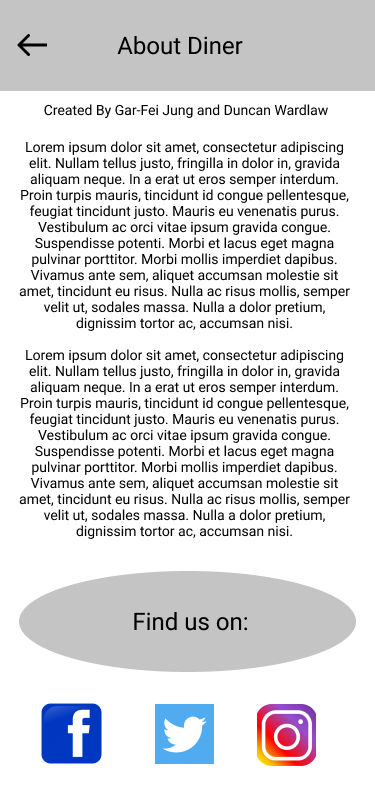 About Diner
Created By Gar-Fei Jung and Duncan Wardlaw
Lorem ipsum dolor sit amet, consectetur adipiscing
elit. Nullam tellus justo, fringilla in dolor in, gravida
aliquam neque. In a erat ut eros semper interdum.
Proin turpis mauris, tincidunt id congue pellentesque,
feugiat tincidunt justo. Mauris eu venenatis purus.
Vestibulum ac orci vitae ipsum gravida congue.
Suspendisse potenti. Morbi et lacus eget magna
pulvinar porttitor. Morbi mollis imperdiet dapibus.
Vivamus ante sem, aliquet accumsan molestie sit
amet, tincidunt eu risus. Nulla ac risus mollis, semper
velit ut, sodales massa. Nulla a dolor pretium,
dignissim tortor ac, accumsan nisi.
Lorem ipsum dolor sit amet, consectetur adipiscing
elit. Nullam tellus justo, fringilla in dolor in, gravida
aliquam neque. In a erat ut eros semper interdum.
Proin turpis mauris, tincidunt id congue pellentesque,
feugiat tincidunt justo. Mauris eu venenatis purus.
Vestibulum ac orci vitae ipsum gravida congue.
Suspendisse potenti. Morbi et lacus eget magna
pulvinar porttitor. Morbi mollis imperdiet dapibus.
Vivamus ante sem, aliquet accumsan molestie sit
amet, tincidunt eu risus. Nulla ac risus mollis, semper
velit ut, sodales massa. Nulla a dolor pretium,
dignissim tortor ac, accumsan nisi.
Find us on: